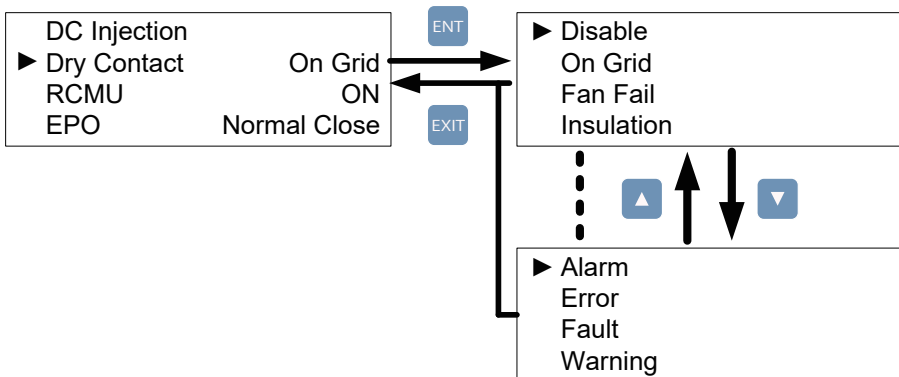 DC Injection
► Dry Contact On Grid
RCMU ON
EPO Normal Close
ENT
EXIT
► Disable
On Grid
Fan Fail
Insulation
▲ ▼
► Alarm
Error
Fault
Warning